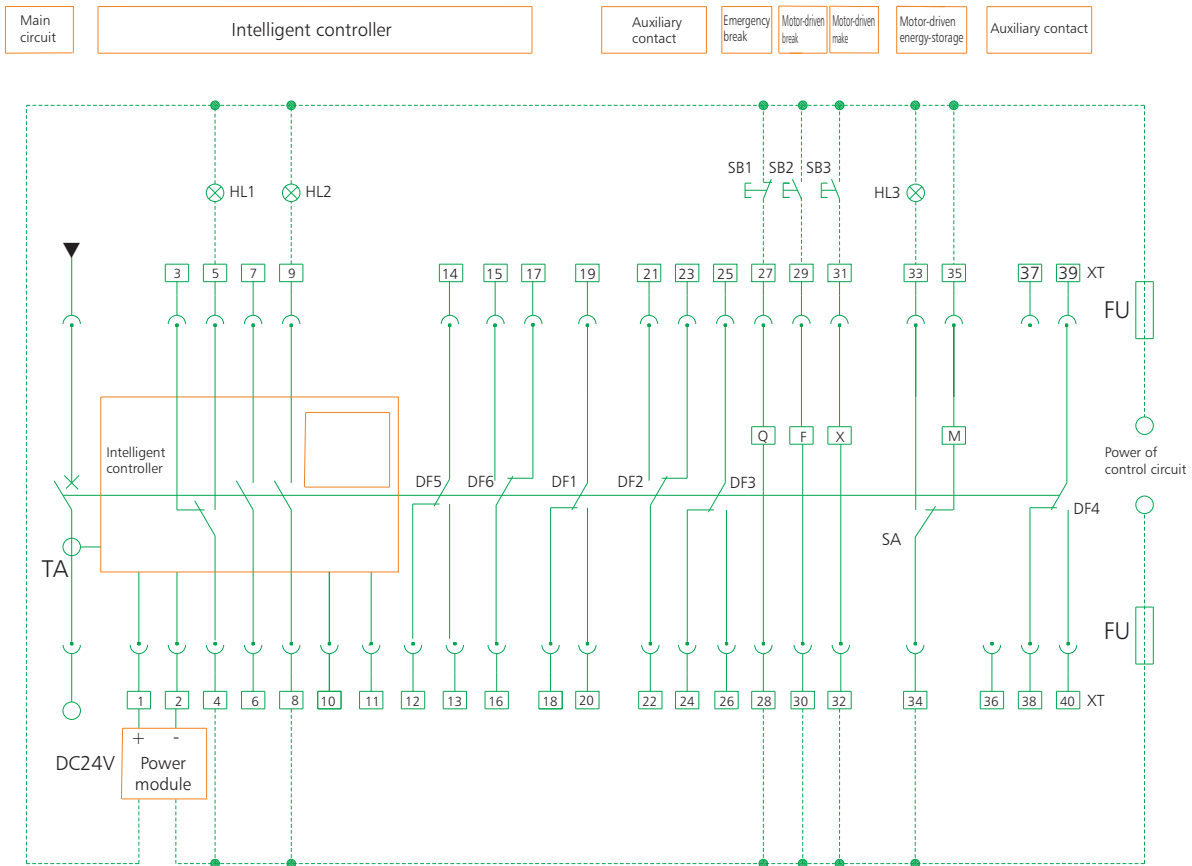 Main
circuit
Intelligent controller
Auxiliary
contact
Emergency
break
Motor-driven
break
Motor-driven
make
Motor-driven
energy-storage
Auxiliary contact
SB1 SB2 SB3
HL1 HL2 HL3
3 5 7 9 14 15 17 19 21 23 25 27 29 31 33 35 37 39 XT
FU
Q F X M
Intelligent
controller
Power of
control circuit
DF5 DF6 DF1 DF2 DF3
DF4
SA
TA
FU
1 2 4 6 8 10 11 12 13 16 18 20 22 24 26 28 30 32 34 36 38 40 XT
+ -
DC24V Power
module